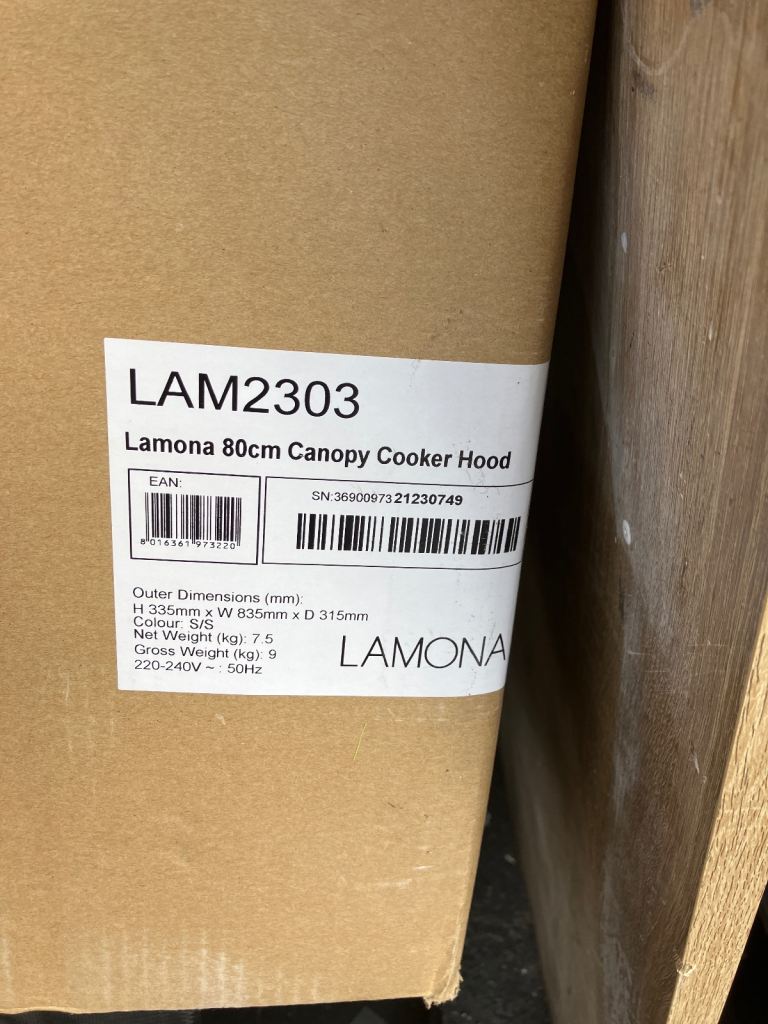 LAM2303
Lamona 80cm Canopy Cooker Hood
EAN:
8 016361 973220
SN:3690097321230749
Outer Dimensions (mm):
H 335mm x W 835mm x D 315mm
Colour: S/S
Net Weight (kg): 7.5
Gross Weight (kg): 9
220-240V ~ : 50Hz
LAMONA